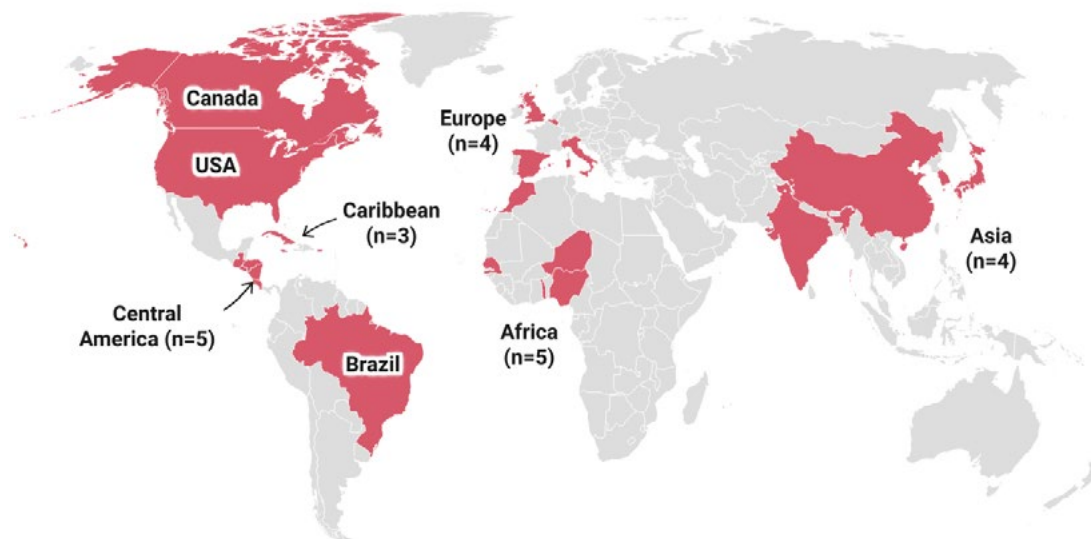 Canada
USA
Caribbean
(n=3)
Central
America (n=5)
Brazil
Europe
(n=4)
Africa
(n=5)
Asia
(n=4)